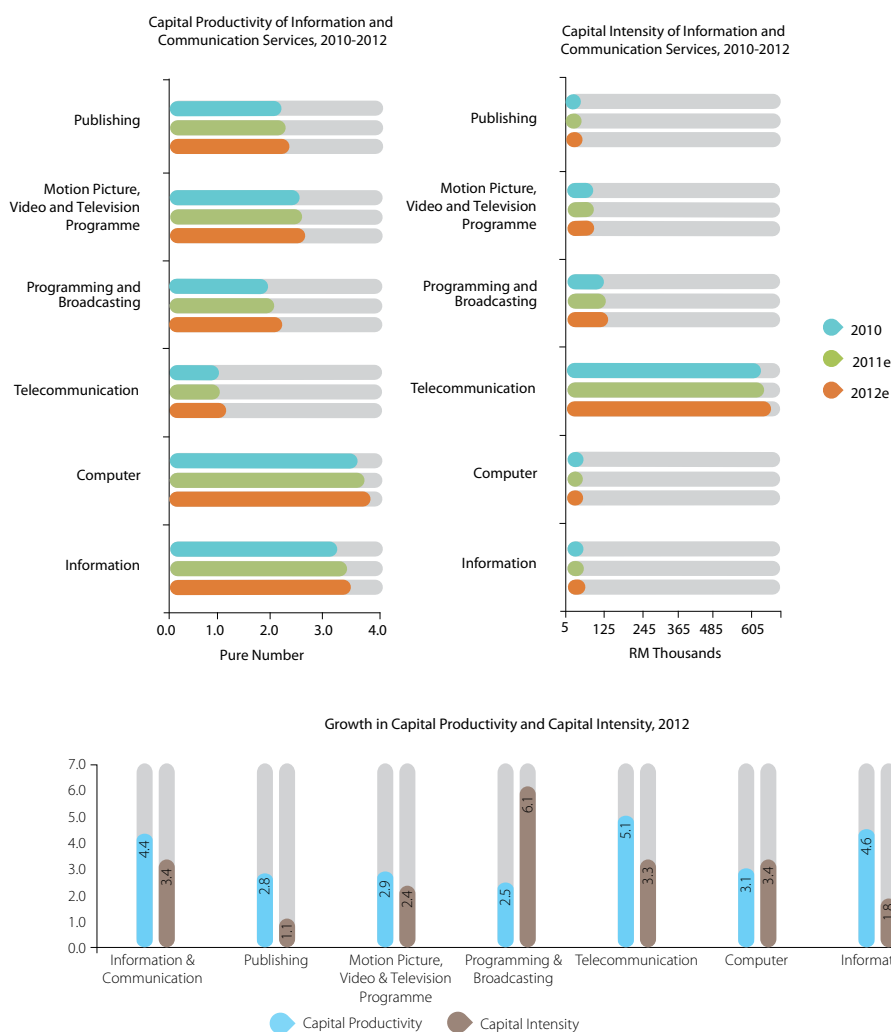 Capital Productivity of Information and
Communication Services, 2010-2012
Publishing
Motion Picture,
Video and Television
Programme
Programming and
Broadcasting
Telecommunication
Computer
Information
0.0 1.0 2.0 3.0 4.0
Pure Number
Capital Intensity of Information and
Communication Services, 2010-2012
Publishing
Motion Picture,
Video and Television
Programme
Programming and
Broadcasting
Telecommunication
Computer
Information
5 125 245 365 485 605
RM Thousands
2010
2011e
2012e
Growth in Capital Productivity and Capital Intensity, 2012
7.0
6.0
5.0
4.0
3.0
2.0
1.0
0.0
4.4 3.4 2.8 1.1 2.9 2.4 2.5 6.1 5.1 3.3 3.1 3.4 4.6 1.8
Information &
Communication
Publishing
Motion Picture,
Video & Television
Programme
Programming &
Broadcasting
Telecommunication
Computer
Capital Productivity
Capital Intensity